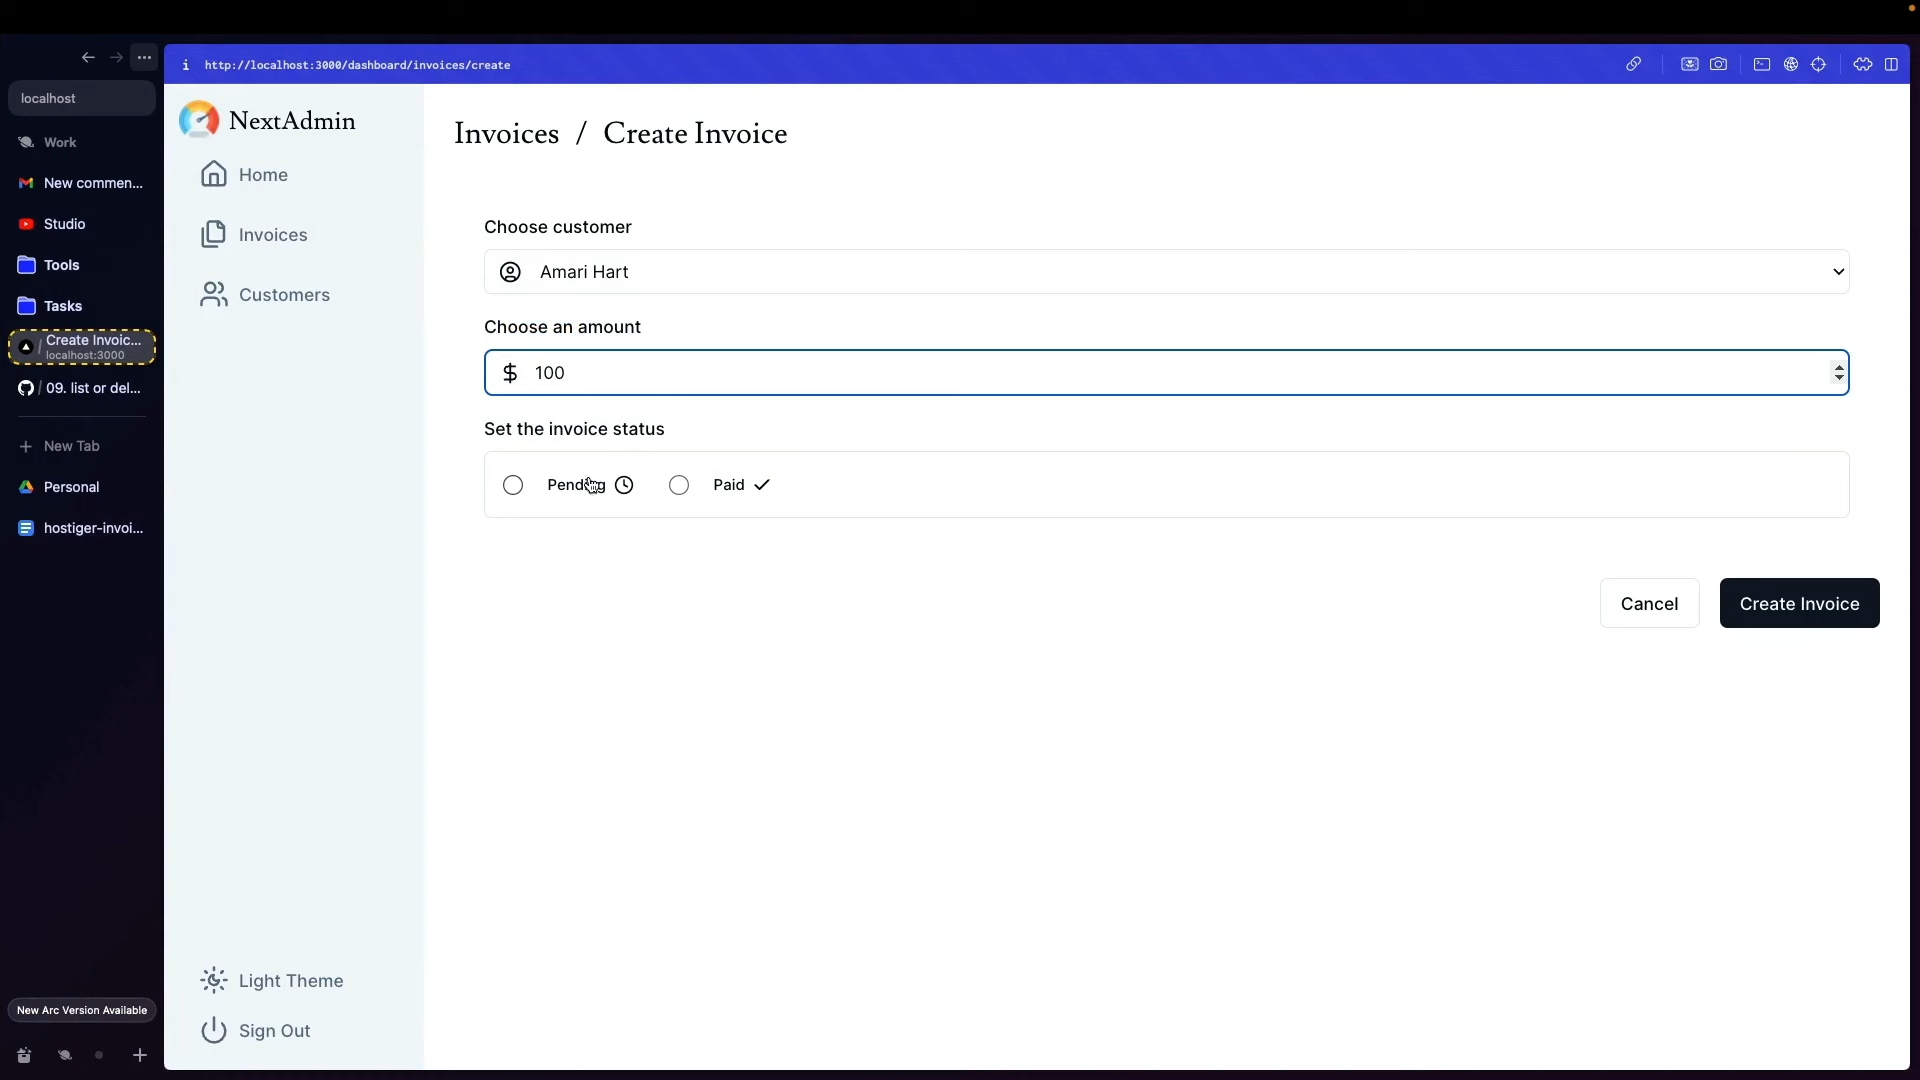 http://localhost:3000/dashboard/invoices/create
localhost
Work
New commen...
Studio
Tools
Tasks
Create Invoic...
/ localhost:3000
/ 09. list or del...
New Tab
Personal
hostiger-invoi...
New Arc Version Available
NextAdmin
Home
Invoices
Customers
Light Theme
Sign Out
Invoices / Create Invoice
Choose customer
Amari Hart
Choose an amount
$ 100
Set the invoice status
Pending Paid
Cancel Create Invoice